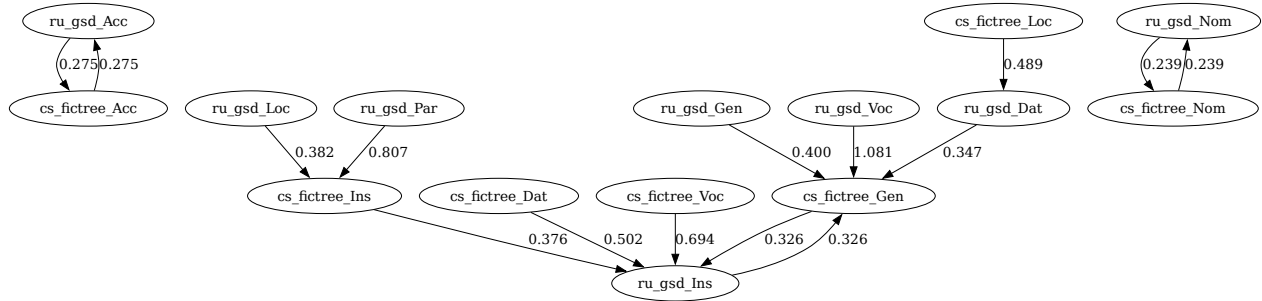 ru_gsd_Acc
cs_fictree_Loc
ru_gsd_Nom
0.275
0.275
0.489
0.239
0.239
cs_fictree_Acc
ru_gsd_Loc
ru_gsd_Par
ru_gsd_Gen
ru_gsd_Voc
ru_gsd_Dat
cs_fictree_Nom
0.382
0.807
0.400
1.081
0.347
cs_fictree_Ins
cs_fictree_Dat
cs_fictree_Voc
cs_fictree_Gen
0.376
0.502
0.694
0.326
0.326
ru_gsd_Ins